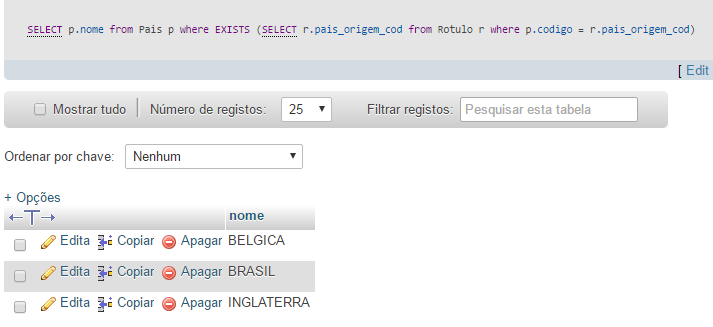 SELECT p.nome from Pais p where EXISTS (SELECT r.pais_origem_cod from Rotulo r where p.codigo = r.pais_origem_cod)
[ Edit
Mostrar tudo | Número de registos: 25 Filtrar registos: Pesquisar esta tabela
Ordenar por chave: Nenhum
+ Opções
←T→ nome
Edita Copiar Apagar BELGICA
Edita Copiar Apagar BRASIL
Edita Copiar Apagar INGLATERRA